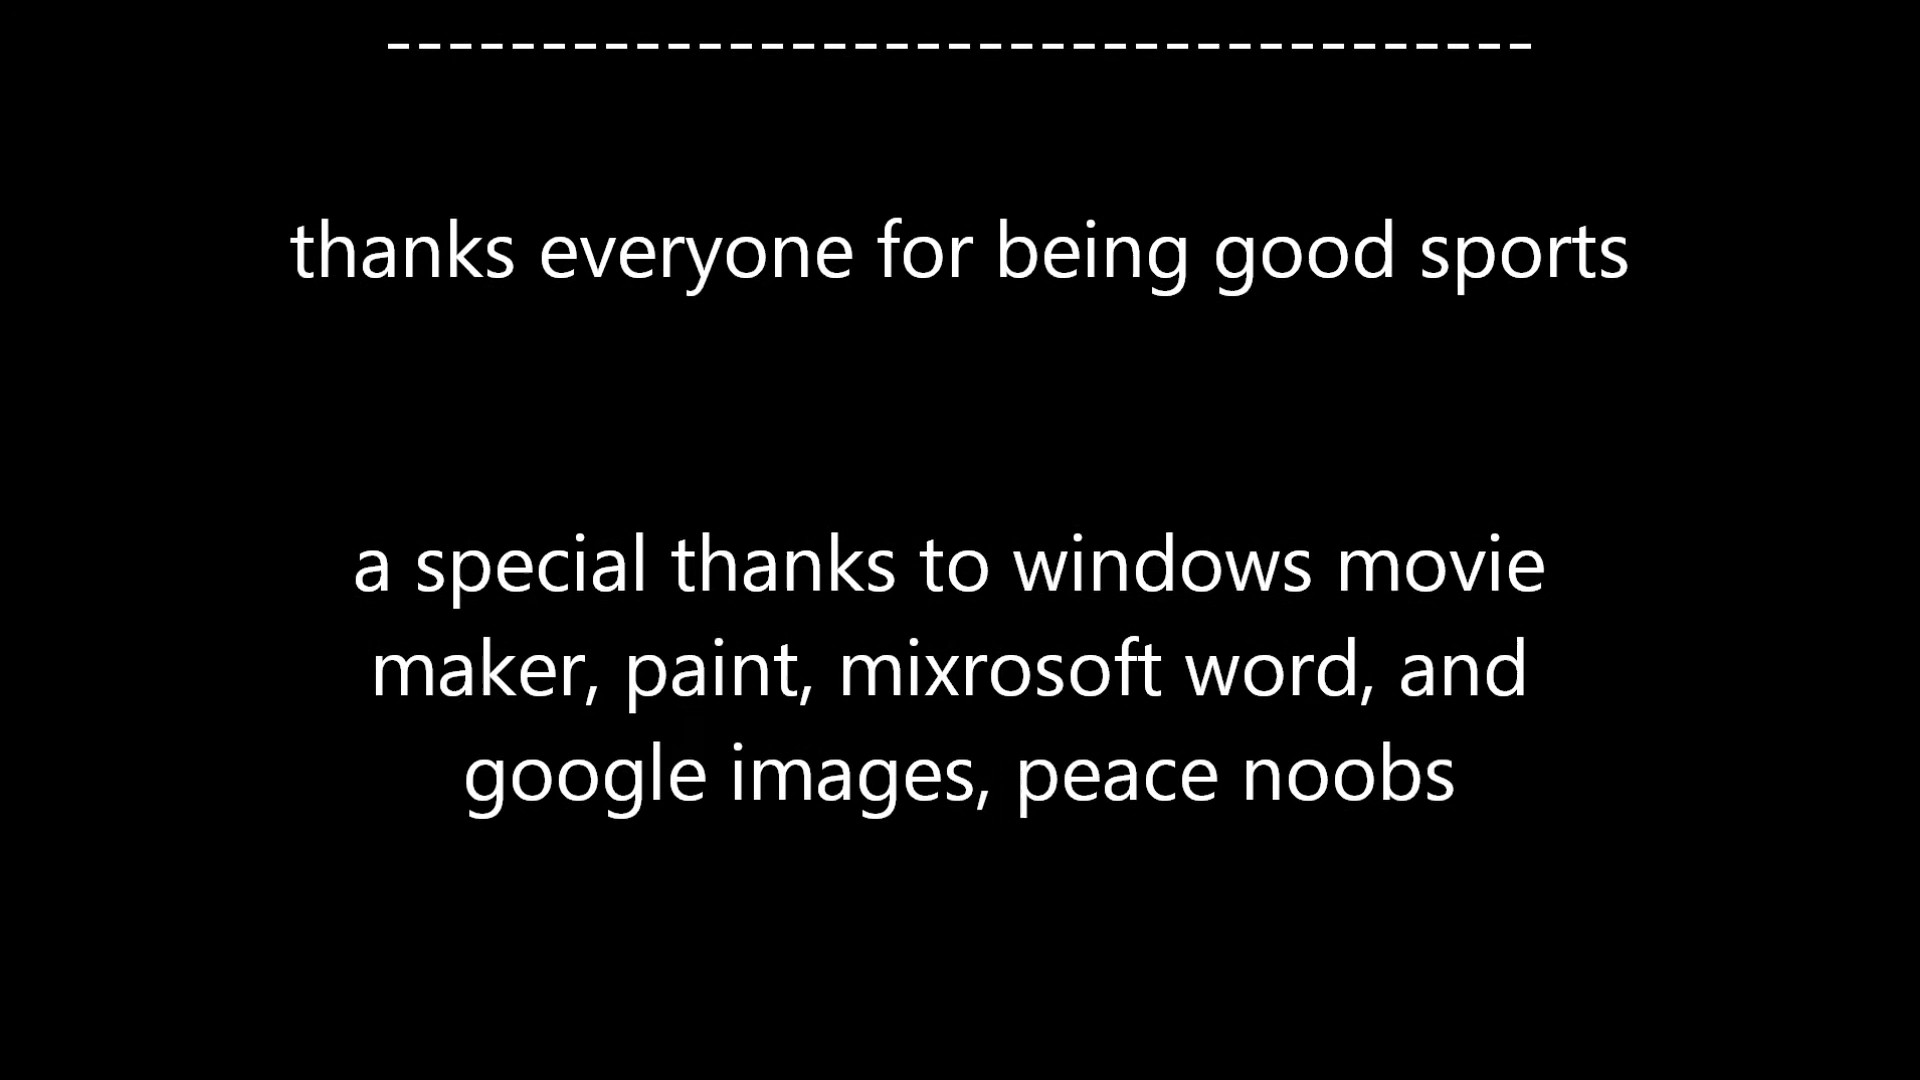 -------------------------------------
thanks everyone for being good sports
a special thanks to windows movie
maker, paint, mixrosoft word, and
google images, peace noobs